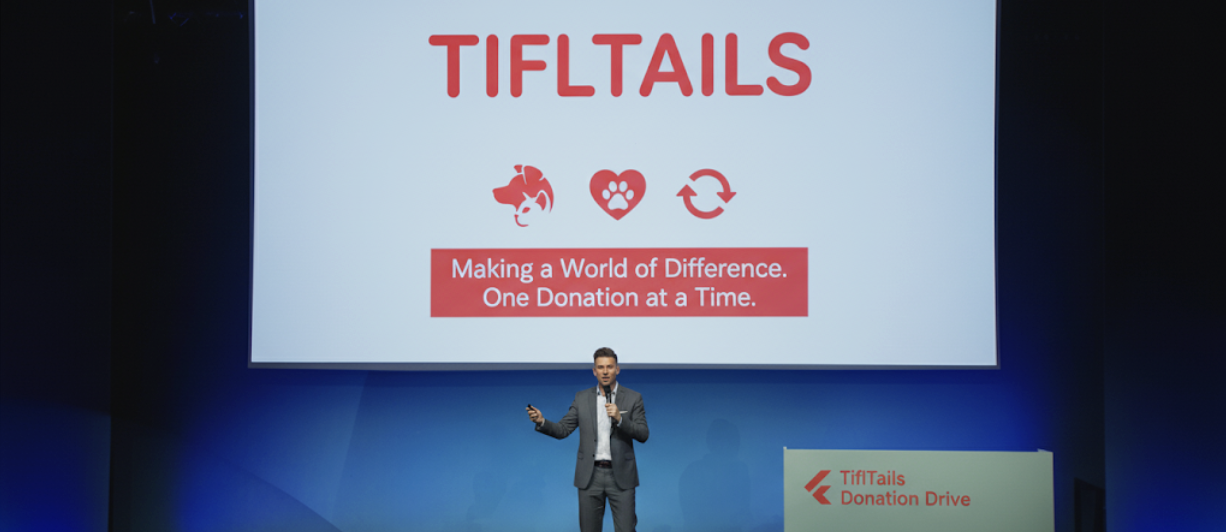 TIFLTAILS
Making a World of Difference.
One Donation at a Time.
TiflTails
Donation Drive